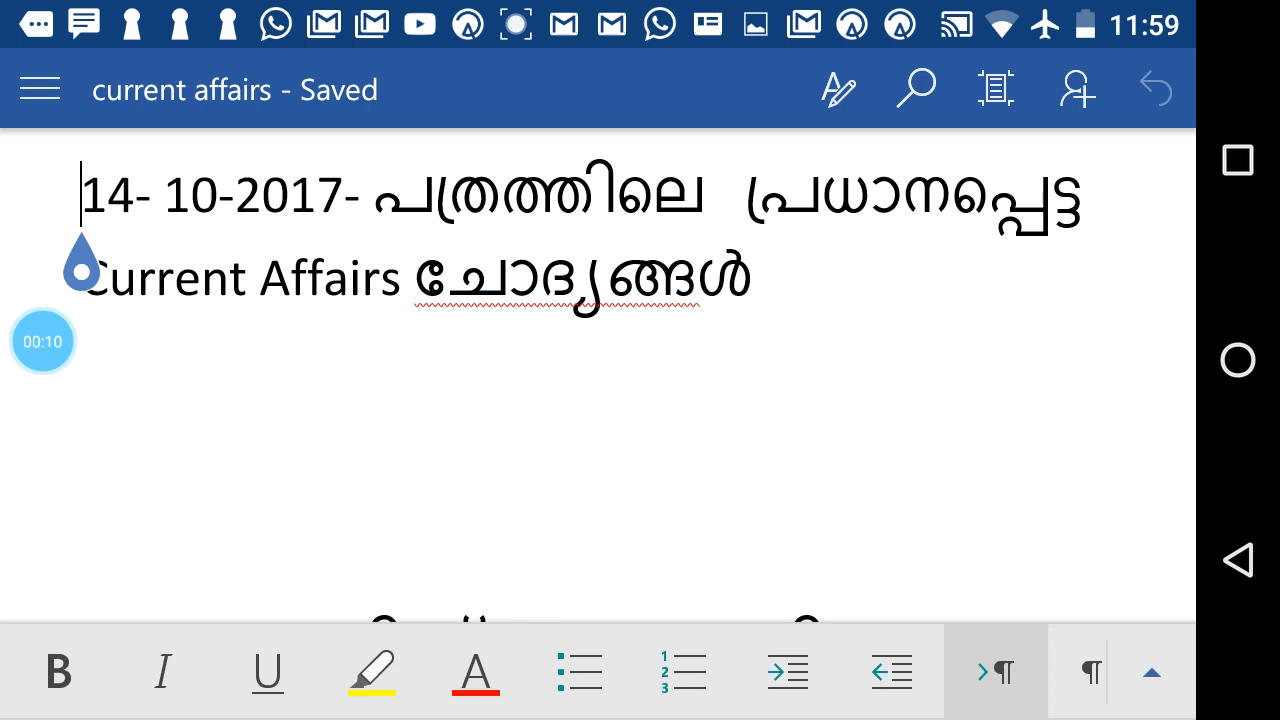 11:59
current affairs - Saved
14- 10-2017- പത്രത്തിലെ പ്രധാനപ്പെട്ട
Current Affairs ചോദ്യങ്ങൾ
00:10
B I U A